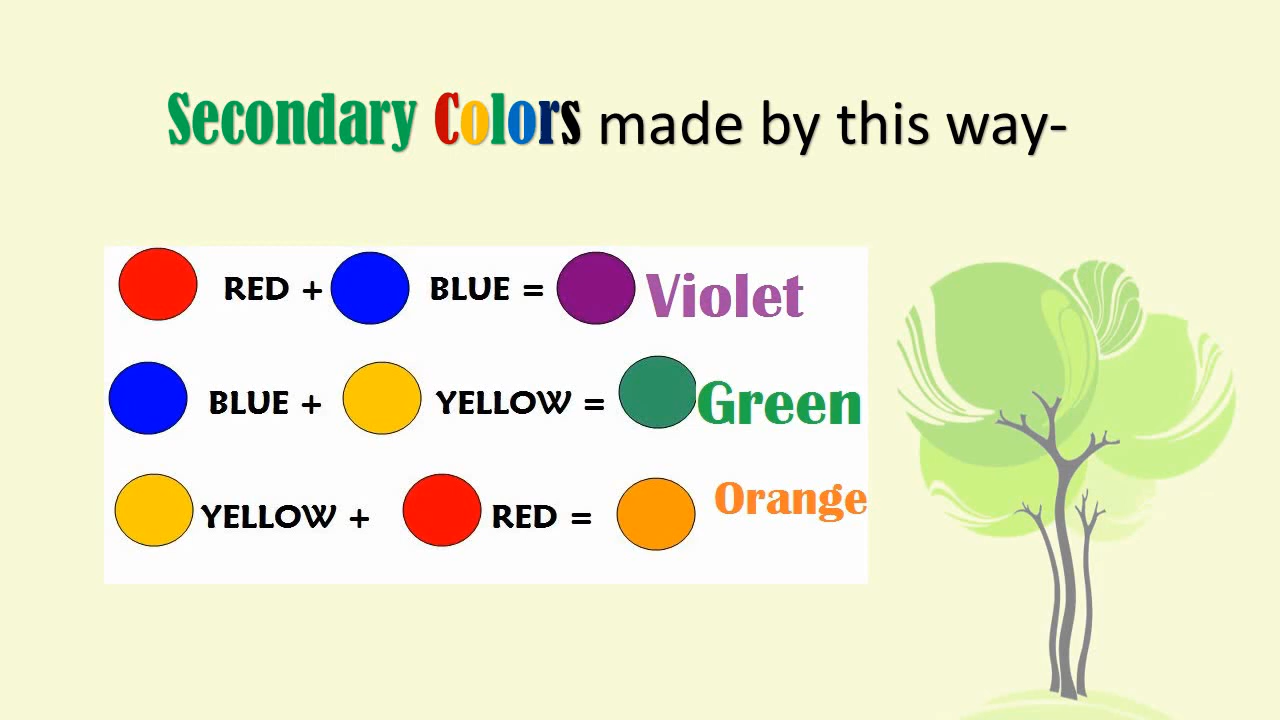 Secondary Colors made by this way-
RED + BLUE = Violet
BLUE + YELLOW = Green
YELLOW + RED = Orange